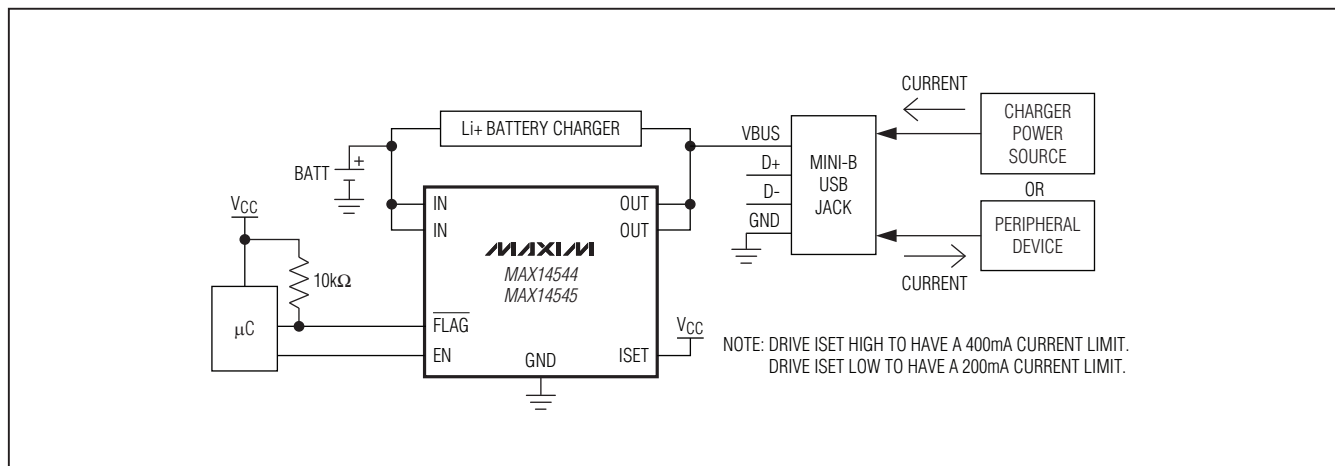 CURRENT
CHARGER
POWER
SOURCE
Li+ BATTERY CHARGER
VBUS
D+
D-
GND
MINI-B
USB
JACK
OR
PERIPHERAL
DEVICE
CURRENT
BATT
+
VCC
10kΩ
μC
IN
IN
OUT
OUT
MAXIM
MAX14544
MAX14545
FLAG
EN
GND
ISET
VCC
NOTE: DRIVE ISET HIGH TO HAVE A 400mA CURRENT LIMIT.
DRIVE ISET LOW TO HAVE A 200mA CURRENT LIMIT.